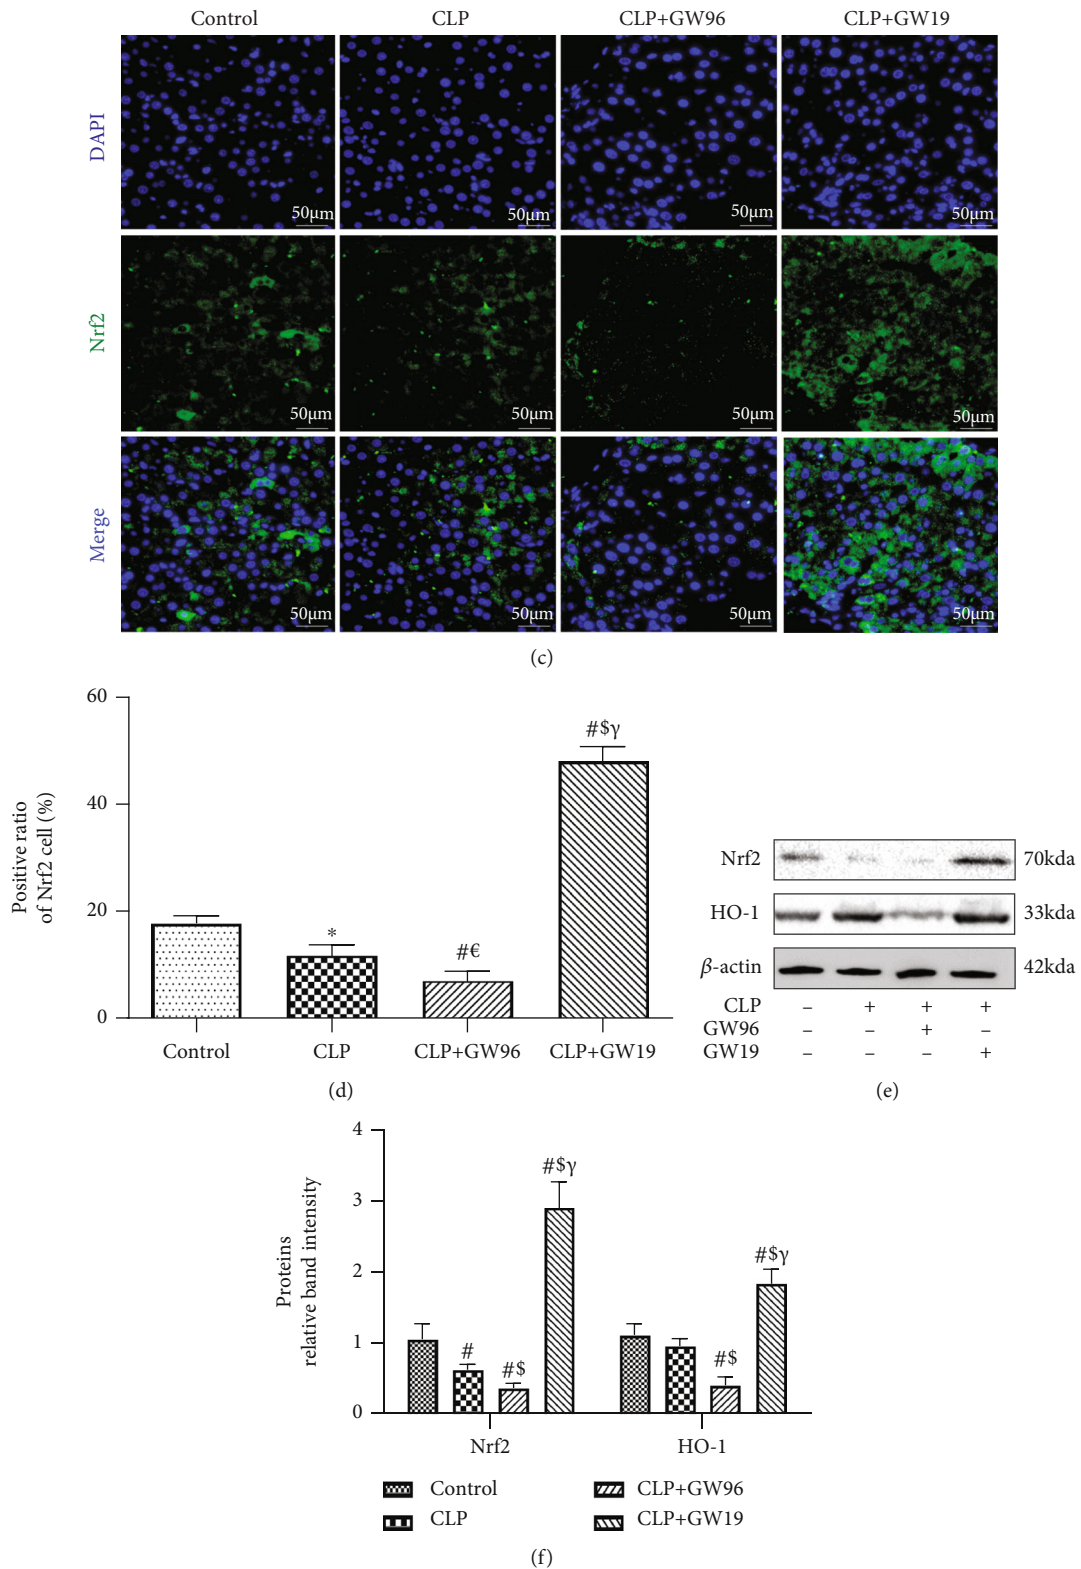 Control CLP CLP+GW96 CLP+GW19
DAPI
50μm 50μm 50μm 50μm
Nrf2
50μm 50μm 50μm 50μm
Merge
50μm 50μm 50μm 50μm
(c)
Positive ratio
of Nrf2 cell (%)
60
40
20
0
*
#€
#$γ
Control CLP CLP+GW96 CLP+GW19
(d)
Nrf2 70kda
HO-1 33kda
β-actin 42kda
CLP – + + +
GW96 – – + –
GW19 – – – +
(e)
Proteins
relative band intensity
4
3
2
1
0
#
#$
#$γ
#$
#$γ
Nrf2 HO-1
Control CLP+GW96
CLP CLP+GW19
(f)